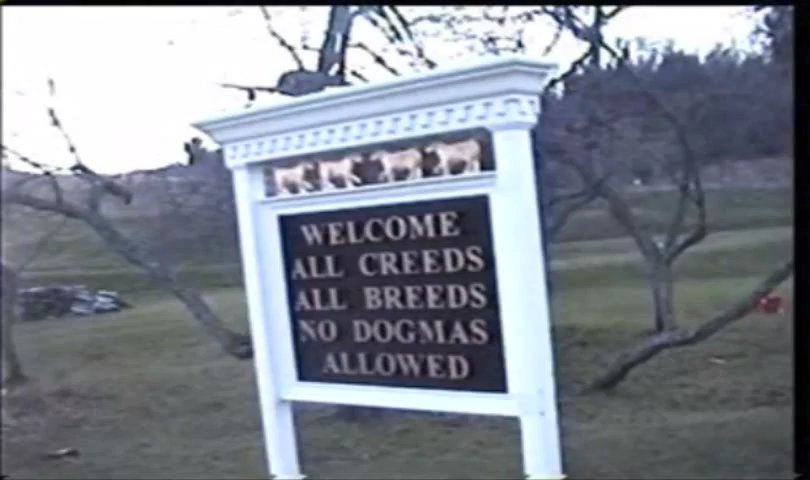 WELCOME
ALL CREEDS
ALL BREEDS
NO DOGMAS
ALLOWED